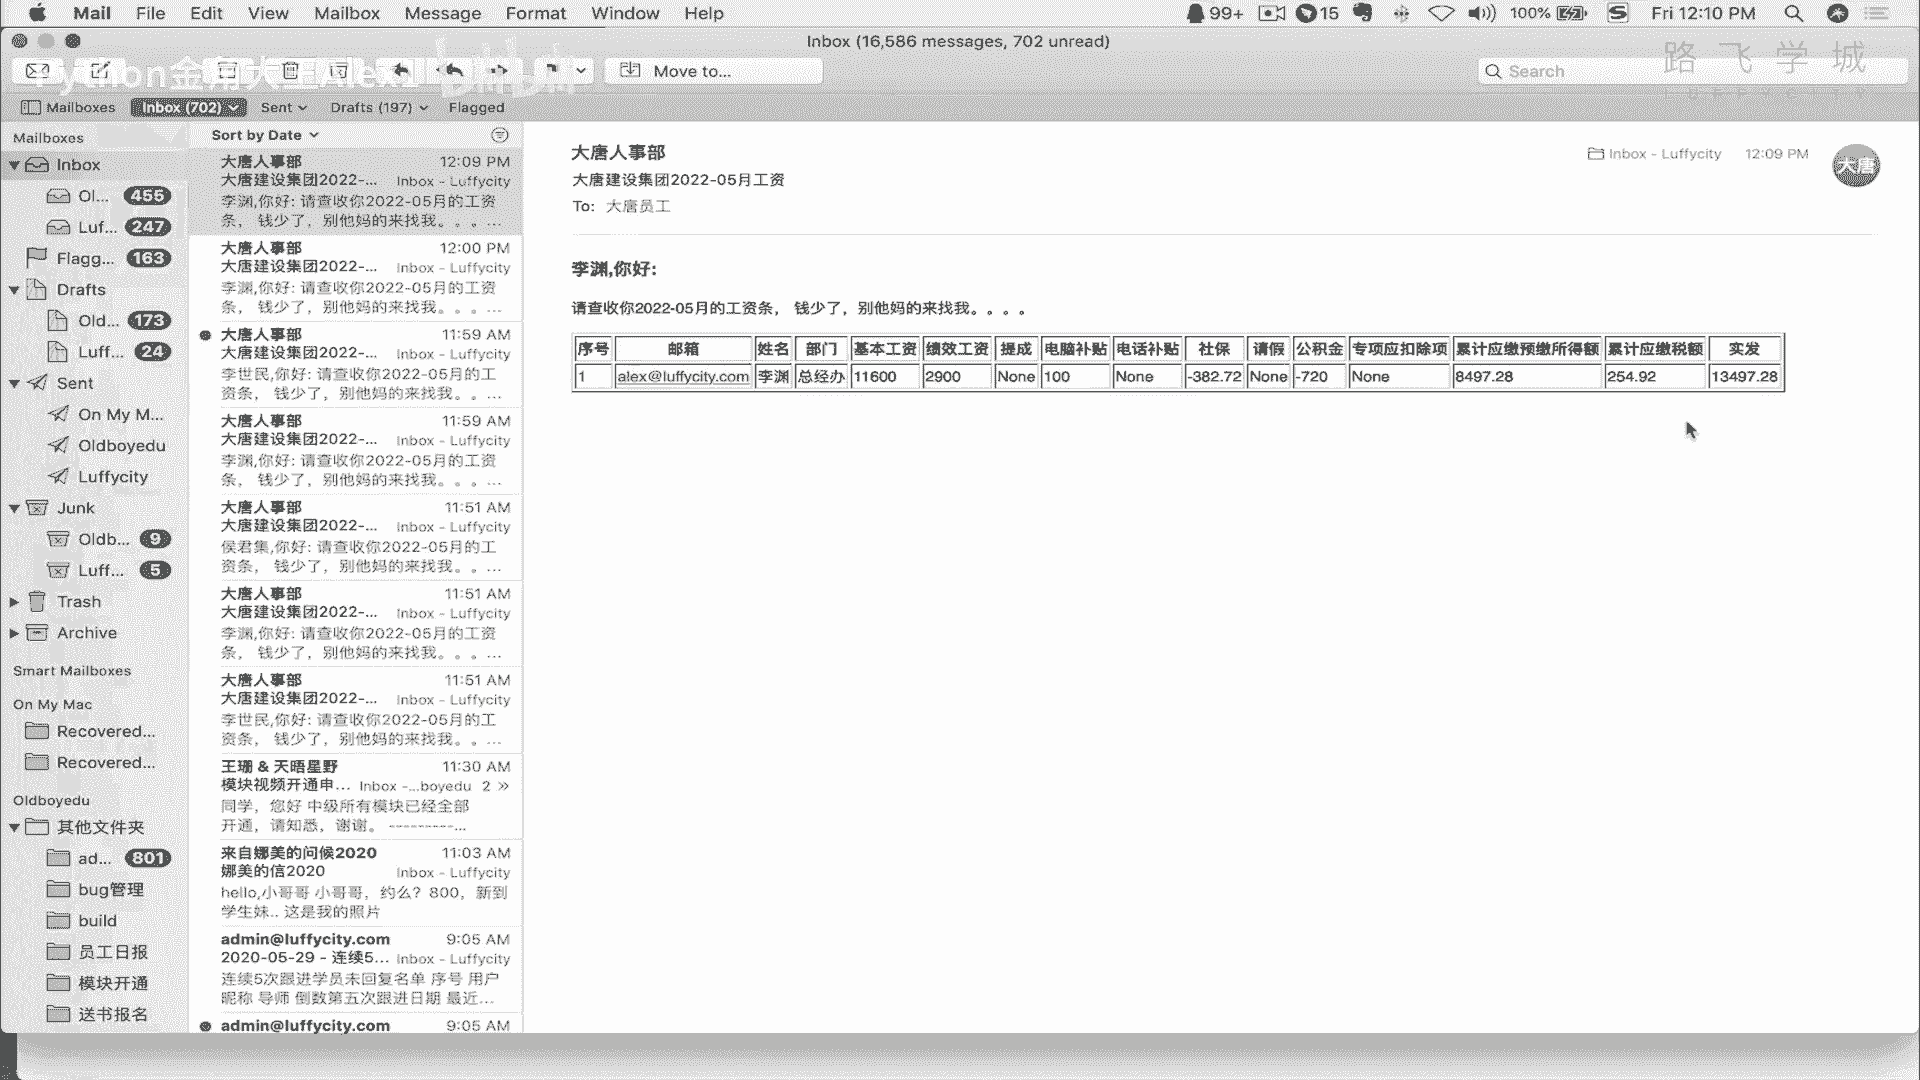 Mail File Edit View Mailbox Message Format Window Help 99+ 15 100% Fri 12:10 PM
Inbox (16,586 messages, 702 unread)
Move to...
Search
路飞学城
Mailboxes Inbox (702) Sent Drafts (197) Flagged
Mailboxes
Inbox
Ol... 455
Luf... 247
Flagg... 163
Drafts
Old... 173
Luff... 24
Sent
On My M...
Oldboyedu
Luffycity
Junk
Oldb... 9
Luff... 5
Trash
Archive
Smart Mailboxes
On My Mac
Recovered...
Recovered...
Oldboyedu
其他文件夹
ad... 801
bug管理
build
员工日报
模块开通
送书报名
Sort by Date
大唐人事部 12:09 PM
大唐建设集团2022-... Inbox - Luffycity
李渊,你好: 请查收你2022-05月的工资
条， 钱少了，别他妈的来找我。。。...
大唐人事部 12:00 PM
大唐建设集团2022-... Inbox - Luffycity
李渊,你好: 请查收你2022-05月的工资
条， 钱少了，别他妈的来找我。。。...
大唐人事部 11:59 AM
大唐建设集团2022-... Inbox - Luffycity
李世民,你好: 请查收你2022-05月的工
资条， 钱少了，别他妈的来找我。。...
大唐人事部 11:59 AM
大唐建设集团2022-... Inbox - Luffycity
李渊,你好: 请查收你2022-05月的工资
条， 钱少了，别他妈的来找我。。。...
大唐人事部 11:51 AM
大唐建设集团2022-... Inbox - Luffycity
侯君集,你好: 请查收你2022-05月的工
资条， 钱少了，别他妈的来找我。。...
大唐人事部 11:51 AM
大唐建设集团2022-... Inbox - Luffycity
李渊,你好: 请查收你2022-05月的工资
条， 钱少了，别他妈的来找我。。。...
大唐人事部 11:51 AM
大唐建设集团2022-... Inbox - Luffycity
李世民,你好: 请查收你2022-05月的工
资条， 钱少了，别他妈的来找我。。...
王珊 & 天晤星野 11:30 AM
模块视频开通申... Inbox -...boyedu 2 »
同学，您好 中级所有模块已经全部
开通，请知悉，谢谢。 ---------...
来自娜美的问候2020 11:03 AM
娜美的信2020 Inbox - Luffycity
hello,小哥哥 小哥哥，约么？800，新到
学生妹.. 这是我的照片
admin@luffycity.com 9:05 AM
2020-05-29 - 连续5... Inbox - Luffycity
连续5次跟进学员未回复名单 序号 用户
昵称 导师 倒数第五次跟进日期 最近...
admin@luffycity.com 9:05 AM
大唐人事部 Inbox - Luffycity 12:09 PM 大唐
大唐建设集团2022-05月工资
To: 大唐员工
李渊,你好:
请查收你2022-05月的工资条， 钱少了，别他妈的来找我。。。。
序号 邮箱 姓名 部门 基本工资 绩效工资 提成 电脑补贴 电话补贴 社保 请假 公积金 专项应扣除项 累计应缴预缴所得额 累计应缴税额 实发
1 alex@luffycity.com 李渊 总经办 11600 2900 None 100 None -382.72 None -720 None 8497.28 254.92 13497.28